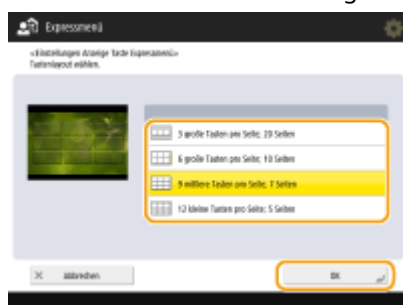 Expressmenü
<Einstellungen Anzeige Taste Expressmenü>
Tastenlayout wählen.
3 große Tasten pro Seite; 20 Seiten
6 große Tasten pro Seite; 10 Seiten
9 mittlere Tasten pro Seite; 7 Seiten
12 kleine Tasten pro Seite; 5 Seiten
Abbrechen
OK